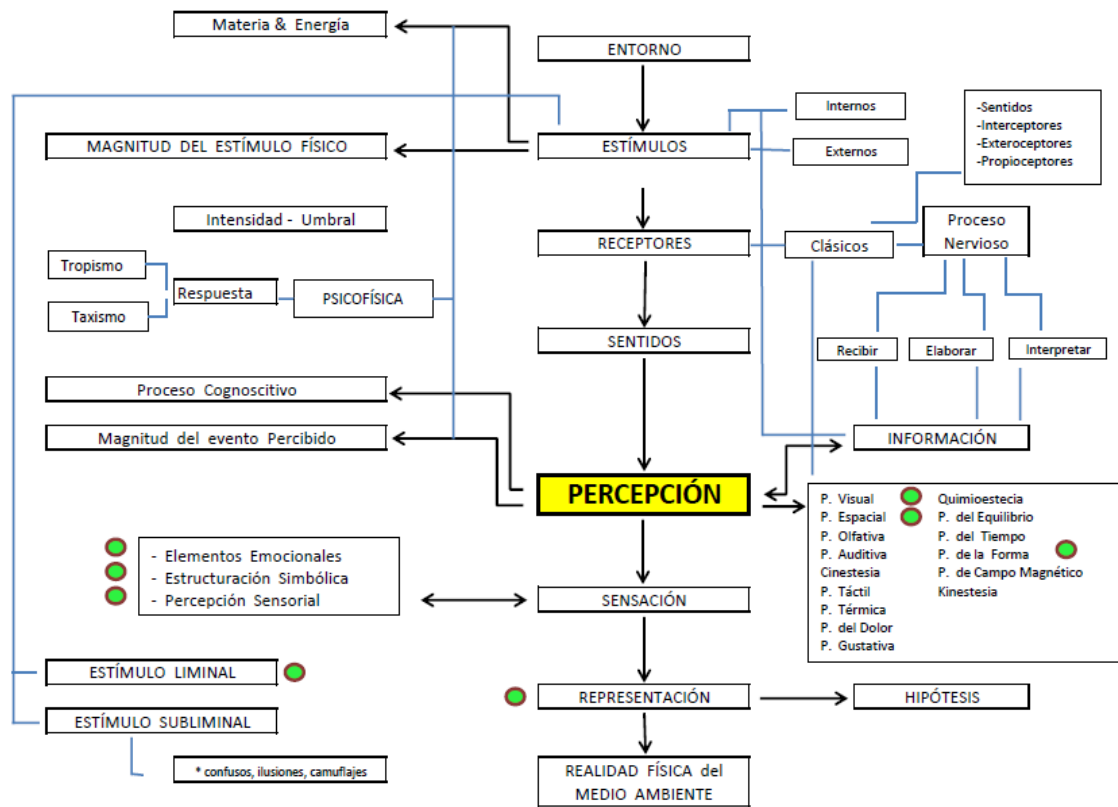 Materia & Energía
ENTORNO
Internos
-Sentidos
-Interceptores
-Exteroceptores
-Propioceptores
MAGNITUD DEL ESTÍMULO FÍSICO
ESTÍMULOS
Externos
Intensidad - Umbral
RECEPTORES
Clásicos
Proceso
Nervioso
Tropismo
Respuesta
PSICOFÍSICA
Taxismo
SENTIDOS
Recibir
Elaborar
Interpretar
Proceso Cognoscitivo
Magnitud del evento Percibido
INFORMACIÓN
PERCEPCIÓN
P. Visual
P. Espacial
P. Olfativa
P. Auditiva
Cinestesia
P. Táctil
P. Térmica
P. del Dolor
P. Gustativa
Quimioestecia
P. del Equilibrio
P. del Tiempo
P. de la Forma
P. de Campo Magnético
Kinestesia
- Elementos Emocionales
- Estructuración Simbólica
- Percepción Sensorial
SENSACIÓN
ESTÍMULO LIMINAL
REPRESENTACIÓN
HIPÓTESIS
ESTÍMULO SUBLIMINAL
* confusos, ilusiones, camuflajes
REALIDAD FÍSICA del
MEDIO AMBIENTE